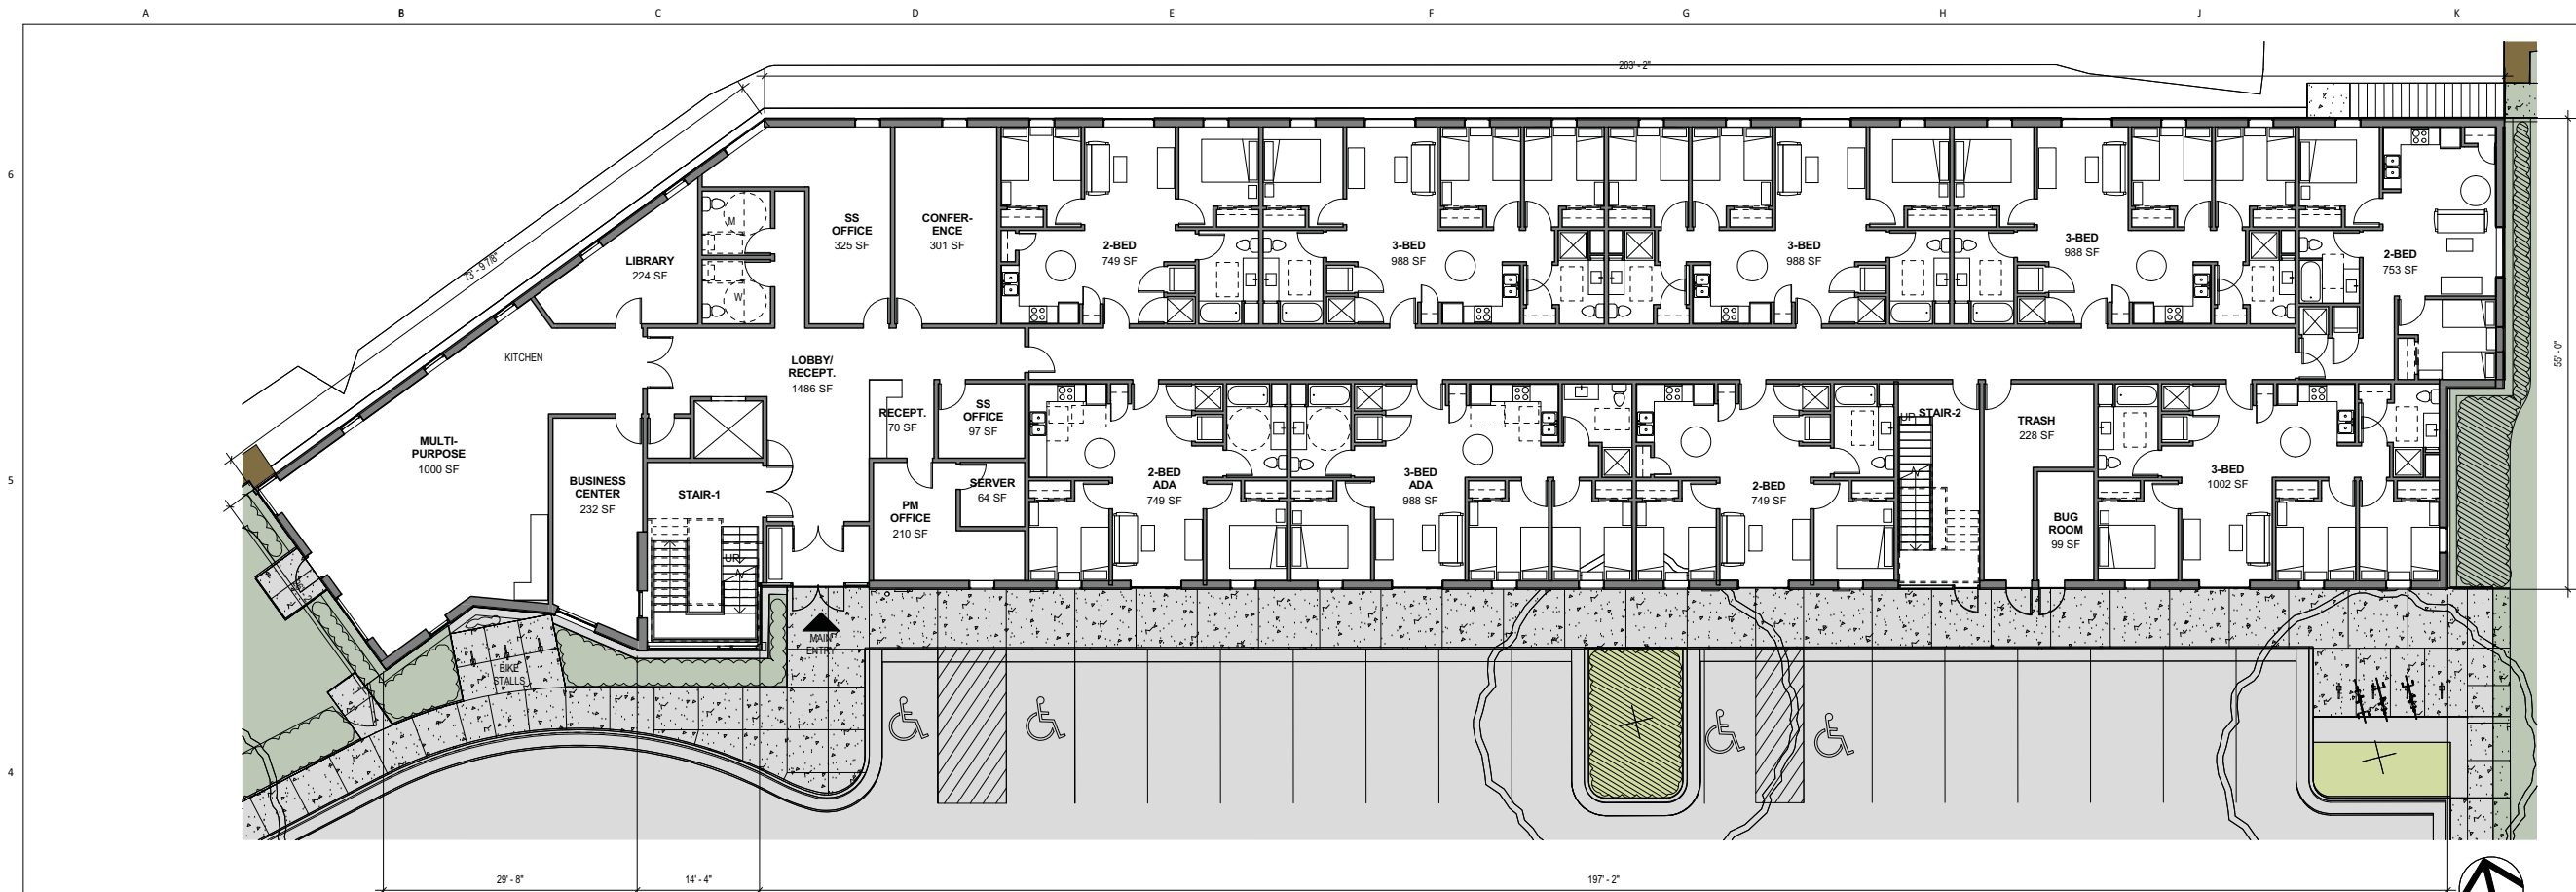 A B C D E F G H J K
203' - 2"
6
5
4
73' - 9 7/8"
55' - 0"
M
W
LIBRARY
224 SF
SS
OFFICE
325 SF
CONFER-
ENCE
301 SF
2-BED
749 SF
3-BED
988 SF
3-BED
988 SF
3-BED
988 SF
2-BED
753 SF
KITCHEN
LOBBY/
RECEPT.
1486 SF
MULTI-
PURPOSE
1000 SF
BUSINESS
CENTER
232 SF
STAIR-1
UP
RECEPT.
70 SF
SS
OFFICE
97 SF
SERVER
64 SF
PM
OFFICE
210 SF
2-BED
ADA
749 SF
3-BED
ADA
988 SF
2-BED
749 SF
UP
STAIR-2
TRASH
228 SF
BUG
ROOM
99 SF
3-BED
1002 SF
MAIN
ENTRY
BIKE
STALLS
29' - 8"
14' - 4"
197' - 2"